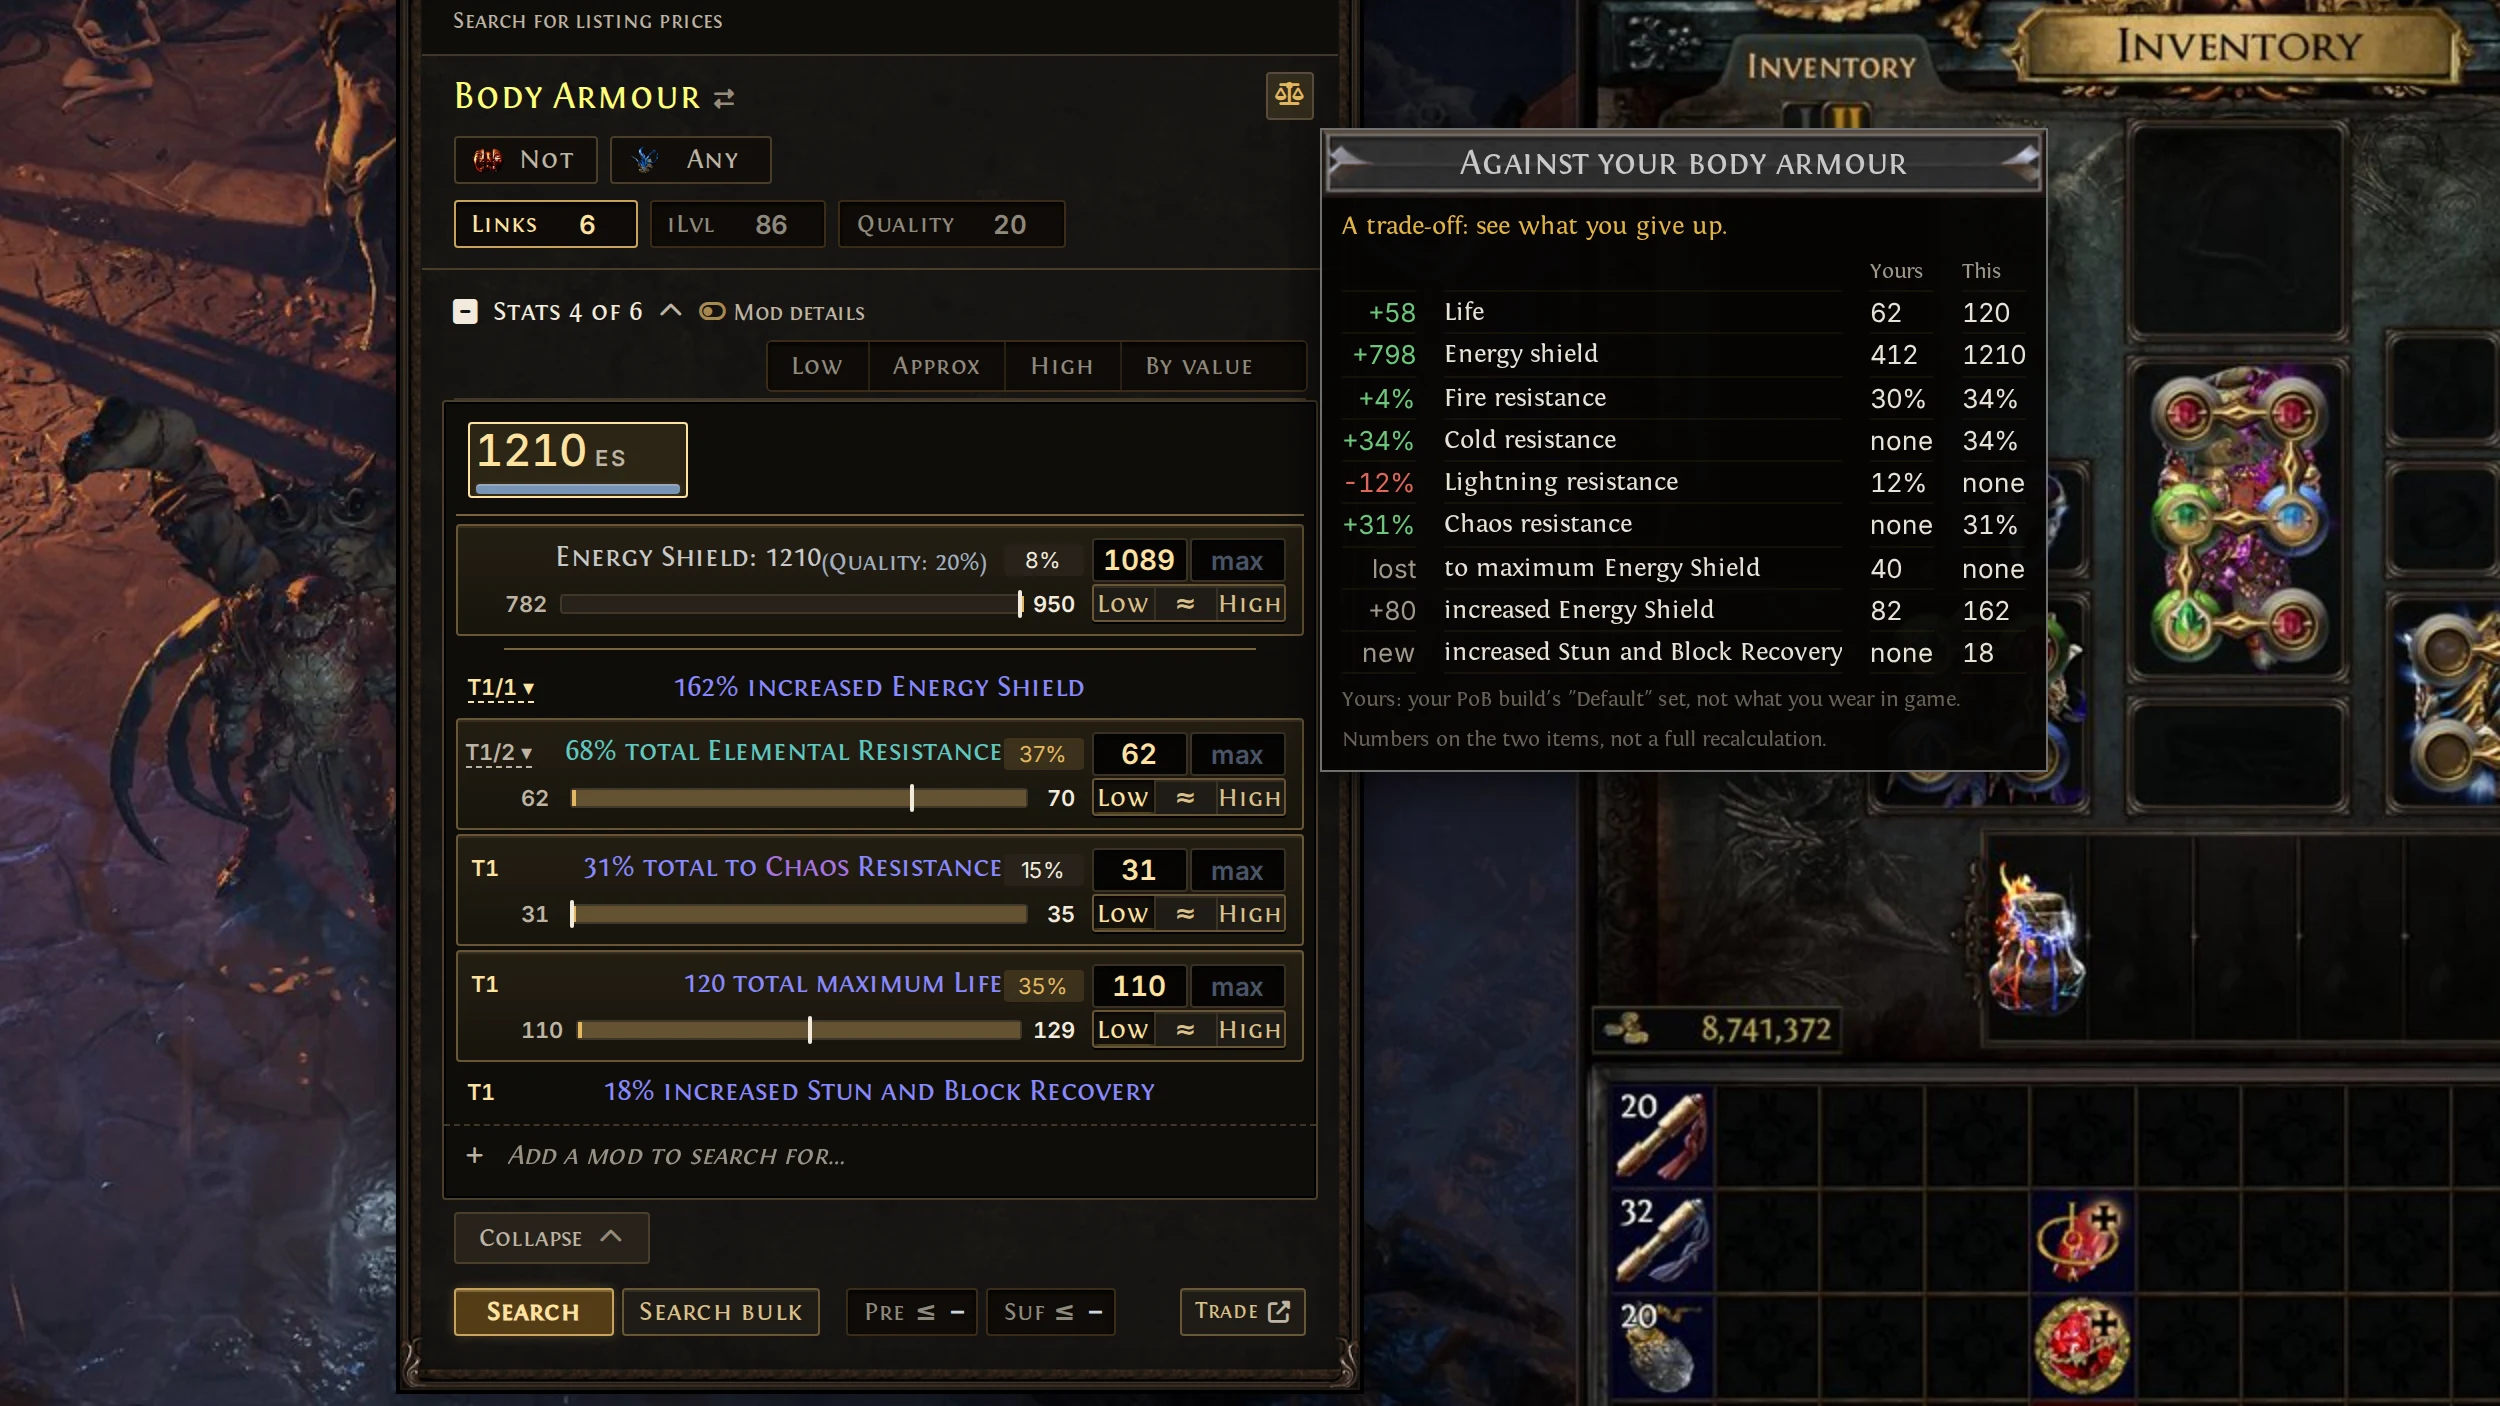 Search for listing prices
Body Armour
Not
Any
Links 6
iLvl 86
Quality 20
Stats 4 of 6
Mod details
Low
Approx
High
By value
1210 ES
Energy Shield: 1210 (Quality: 20%)
8%
1089
max
782
950
Low ≈ High
T1/1 ▾
162% increased Energy Shield
T1/2 ▾
68% total Elemental Resistance
37%
62
max
62
70
Low ≈ High
T1
31% total to Chaos Resistance
15%
31
max
31
35
Low ≈ High
T1
120 total maximum Life
35%
110
max
110
129
Low ≈ High
T1
18% increased Stun and Block Recovery
+ Add a mod to search for...
Collapse
Search
Search bulk
Pre ≤ –
Suf ≤ –
Trade
Against your body armour
A trade-off: see what you give up.
Yours This
+58 Life 62 120
+798 Energy shield 412 1210
+4% Fire resistance 30% 34%
+34% Cold resistance none 34%
-12% Lightning resistance 12% none
+31% Chaos resistance none 31%
lost to maximum Energy Shield 40 none
+80 increased Energy Shield 82 162
new increased Stun and Block Recovery none 18
Yours: your PoB build's "Default" set, not what you wear in game.
Numbers on the two items, not a full recalculation.
Inventory
Inventory
I
II
8,741,372
20
32
20